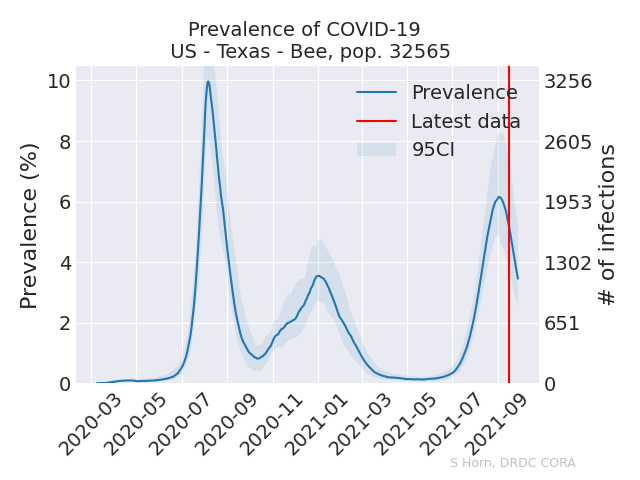 Prevalence of COVID-19
US - Texas - Bee, pop. 32565
Prevalence (%)
10
8
6
4
2
0
Prevalence
Latest data
95CI
3256
2605
1953
1302
651
0
# of infections
2020-03
2020-05
2020-07
2020-09
2020-11
2021-01
2021-03
2021-05
2021-07
2021-09
S Horn, DRDC CORA